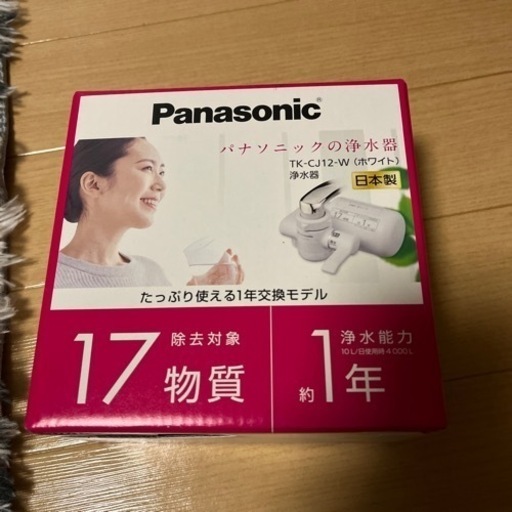 Panasonic
パナソニックの浄水器
TK-CJ12-W (ホワイト)
浄水器
日本製
たっぷり使える1年交換モデル
17
除去対象
物質
浄水能力
10L/日使用時 4 000 L
約1年